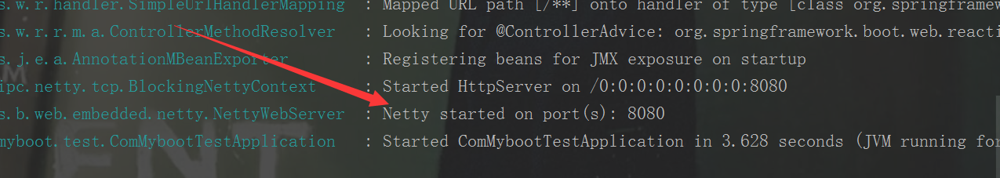 s.w.r.handler.SimpleUrlHandlerMapping : Mapped URL path [/**] onto handler of type [class org.springframew
s.w.r.r.m.a.ControllerMethodResolver : Looking for @ControllerAdvice: org.springframework.boot.web.reacti
s.j.e.a.AnnotationMBeanExporter : Registering beans for JMX exposure on startup
ipc.netty.tcp.BlockingNettyContext : Started HttpServer on /0:0:0:0:0:0:0:0:8080
s.b.web.embedded.netty.NettyWebServer : Netty started on port(s): 8080
myboot.test.ComMybootTestApplication : Started ComMybootTestApplication in 3.628 seconds (JVM running for